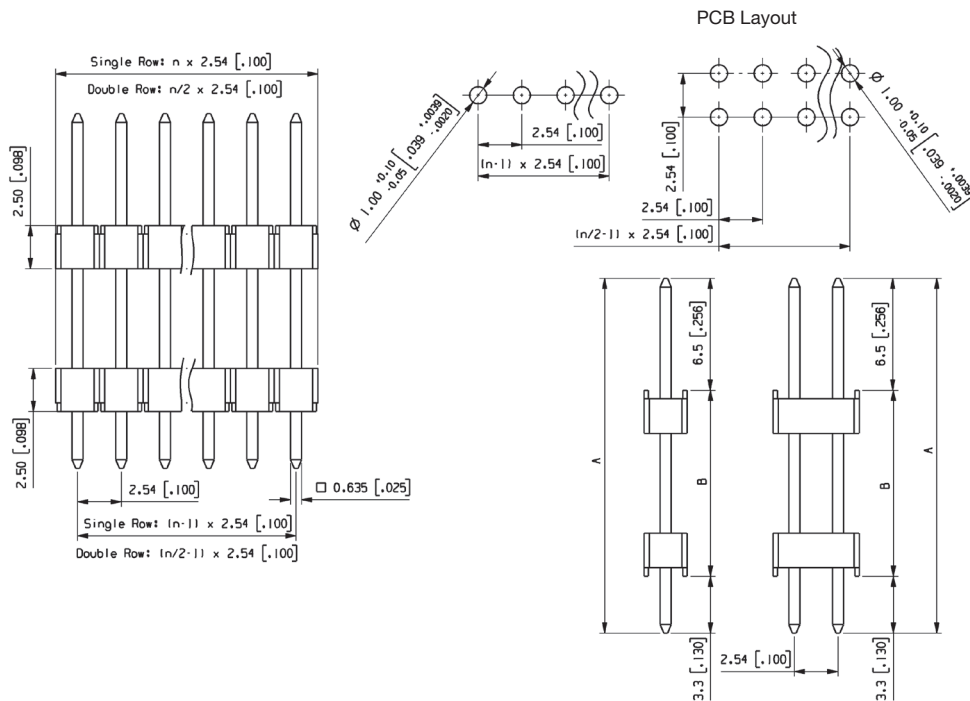 PCB Layout
Single Row: n x 2.54 [.100]
Double Row: n/2 x 2.54 [.100]
2.50 [.098]
2.50 [.098]
2.54 [.100]
□ 0.635 [.025]
Single Row: (n-1) x 2.54 [.100]
Double Row: (n/2-1) x 2.54 [.100]
Ø 1.00 +0.10 -0.05 [.039 +.0039 -.0020]
2.54 [.100]
(n-1) x 2.54 [.100]
Ø 1.00 +0.10 -0.05 [.039 +.0039 -.0020]
2.54 [.100]
2.54 [.100]
(n/2-1) x 2.54 [.100]
A
6.5 [.256]
B
3.3 [.130]
6.5 [.256]
B
A
2.54 [.100]
3.3 [.130]